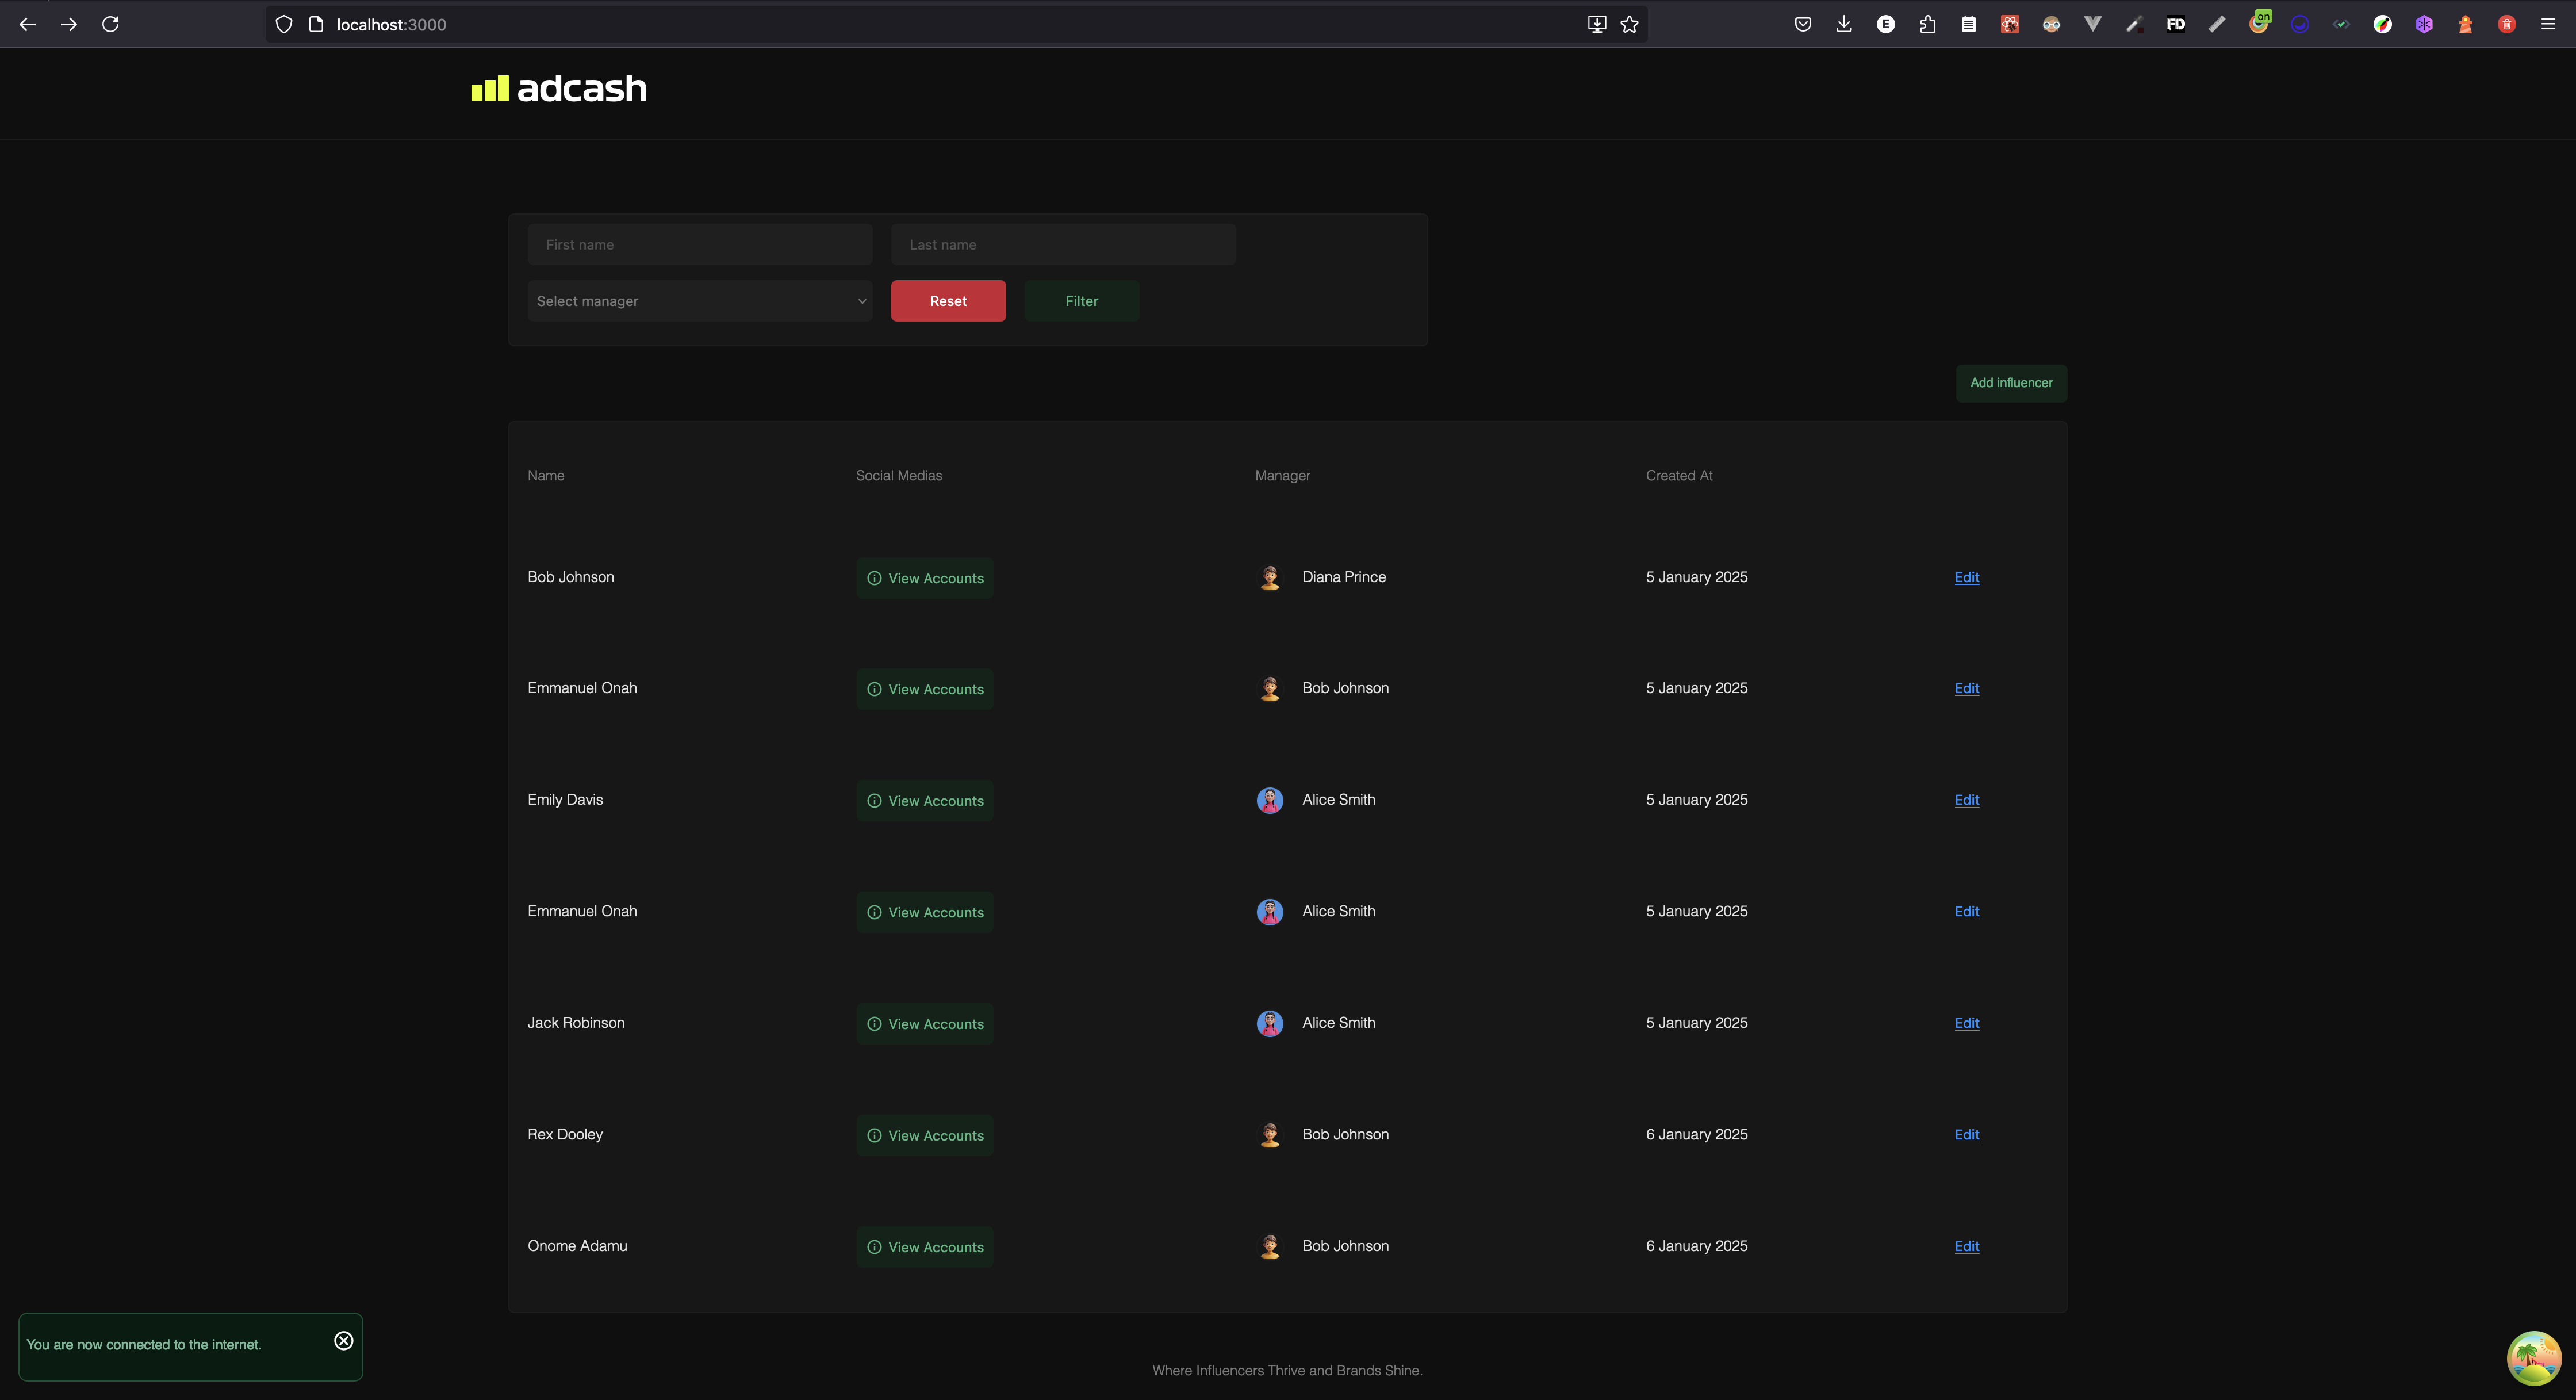 localhost:3000
E
FD
on
adcash
First name Last name
Select manager Reset Filter
Add influencer
Name Social Medias Manager Created At
Bob Johnson View Accounts Diana Prince 5 January 2025 Edit
Emmanuel Onah View Accounts Bob Johnson 5 January 2025 Edit
Emily Davis View Accounts Alice Smith 5 January 2025 Edit
Emmanuel Onah View Accounts Alice Smith 5 January 2025 Edit
Jack Robinson View Accounts Alice Smith 5 January 2025 Edit
Rex Dooley View Accounts Bob Johnson 6 January 2025 Edit
Onome Adamu View Accounts Bob Johnson 6 January 2025 Edit
You are now connected to the internet.
Where Influencers Thrive and Brands Shine.